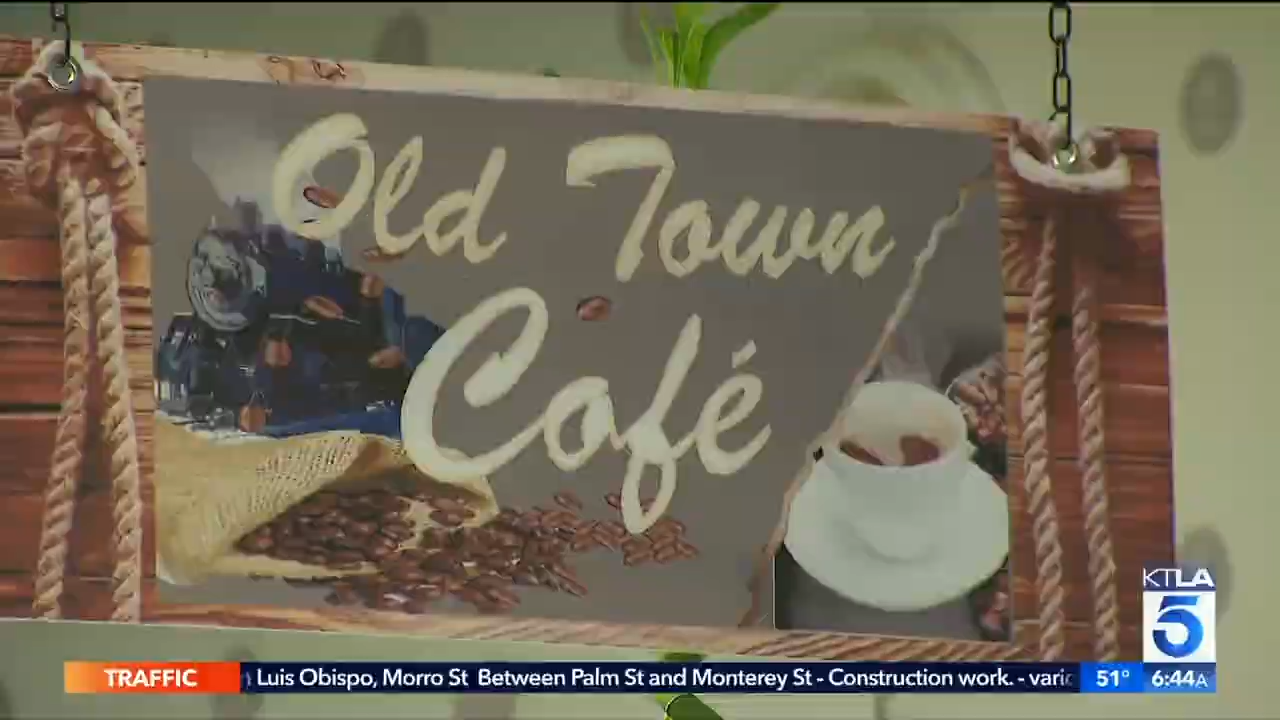 Old Town
Café
KTLA
5
TRAFFIC
Luis Obispo, Morro St Between Palm St and Monterey St - Construction work. -
51°
6:44